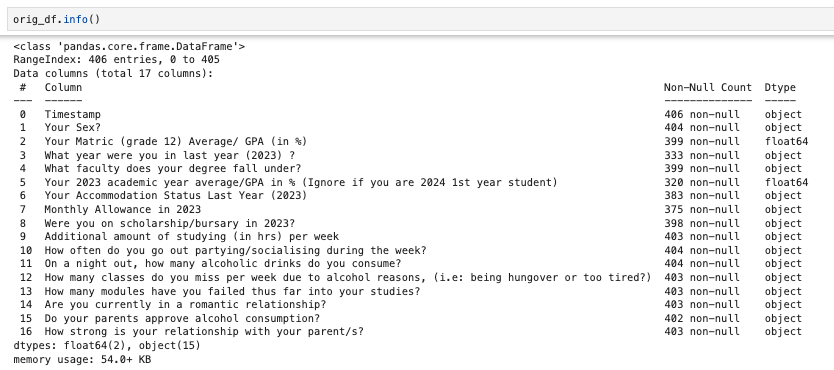 orig_df.info()
<class 'pandas.core.frame.DataFrame'>
RangeIndex: 406 entries, 0 to 405
Data columns (total 17 columns):
 #   Column                                                                                    Non-Null Count  Dtype
---  ------                                                                                    --------------  -----
 0   Timestamp                                                                                 406 non-null    object
 1   Your Sex?                                                                                 404 non-null    object
 2   Your Matric (grade 12) Average/ GPA (in %)                                                399 non-null    float64
 3   What year were you in last year (2023) ?                                                  333 non-null    object
 4   What faculty does your degree fall under?                                                 399 non-null    object
 5   Your 2023 academic year average/GPA in % (Ignore if you are 2024 1st year student)        320 non-null    float64
 6   Your Accommodation Status Last Year (2023)                                                383 non-null    object
 7   Monthly Allowance in 2023                                                                 375 non-null    object
 8   Were you on scholarship/bursary in 2023?                                                  398 non-null    object
 9   Additional amount of studying (in hrs) per week                                           403 non-null    object
 10  How often do you go out partying/socialising during the week?                             404 non-null    object
 11  On a night out, how many alcoholic drinks do you consume?                                 404 non-null    object
 12  How many classes do you miss per week due to alcohol reasons, (i.e: being hungover or too tired?)  403 non-null    object
 13  How many modules have you failed thus far into your studies?                              403 non-null    object
 14  Are you currently in a romantic relationship?                                             403 non-null    object
 15  Do your parents approve alcohol consumption?                                              402 non-null    object
 16  How strong is your relationship with your parent/s?                                       403 non-null    object
dtypes: float64(2), object(15)
memory usage: 54.0+ KB